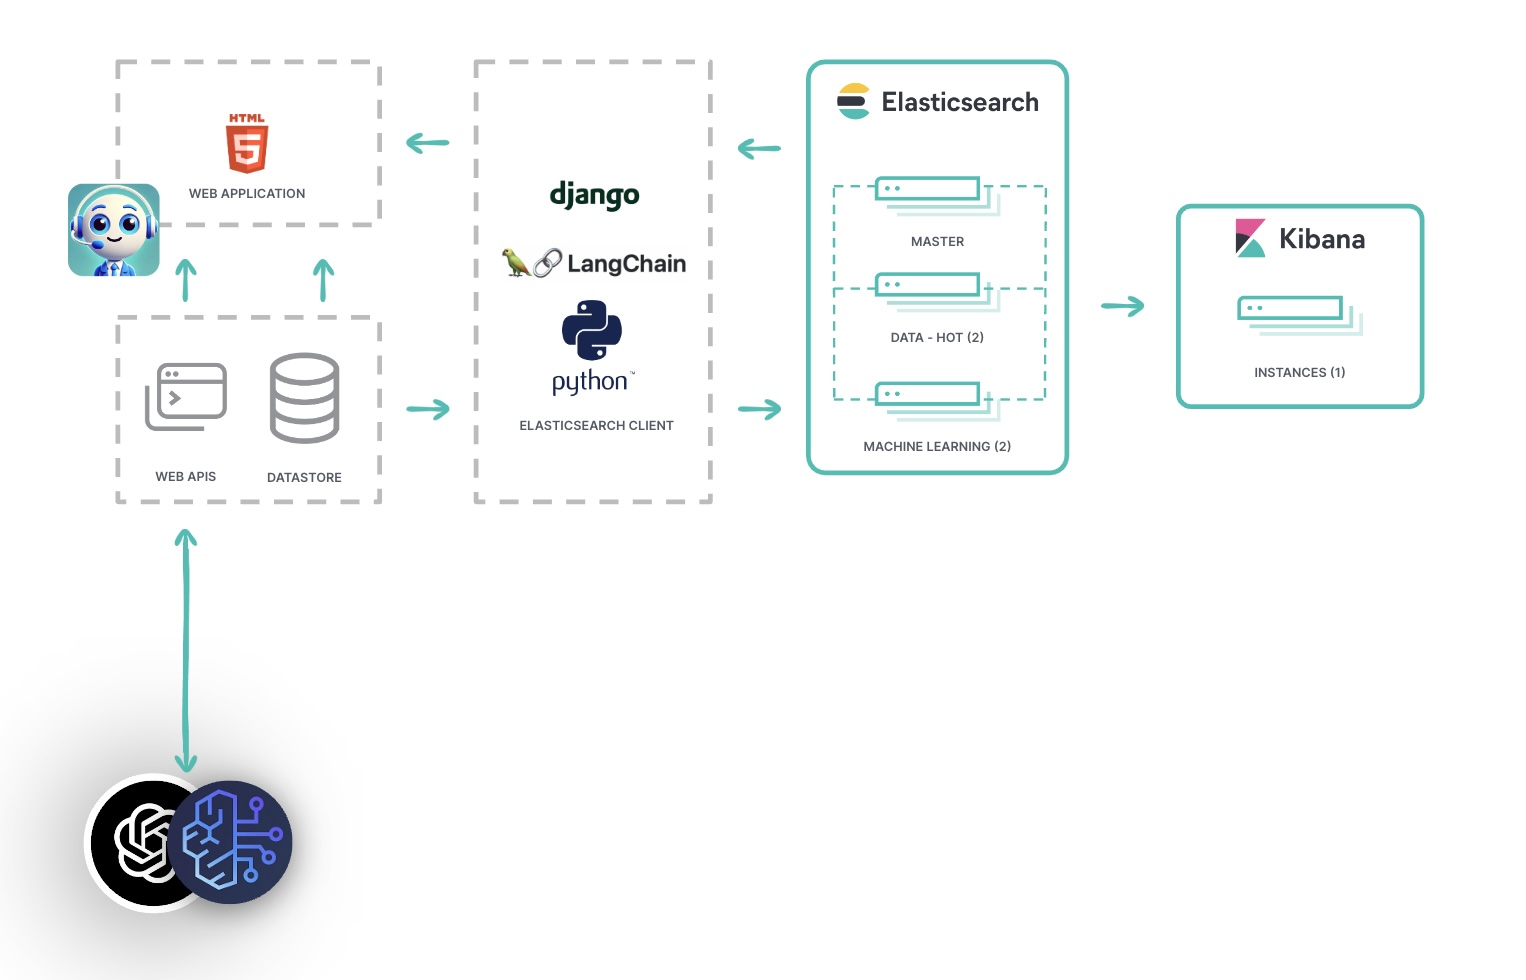 HTML
5
WEB APPLICATION
WEB APIS
DATASTORE
django
LangChain
python™
ELASTICSEARCH CLIENT
Elasticsearch
MASTER
DATA - HOT (2)
MACHINE LEARNING (2)
Kibana
INSTANCES (1)